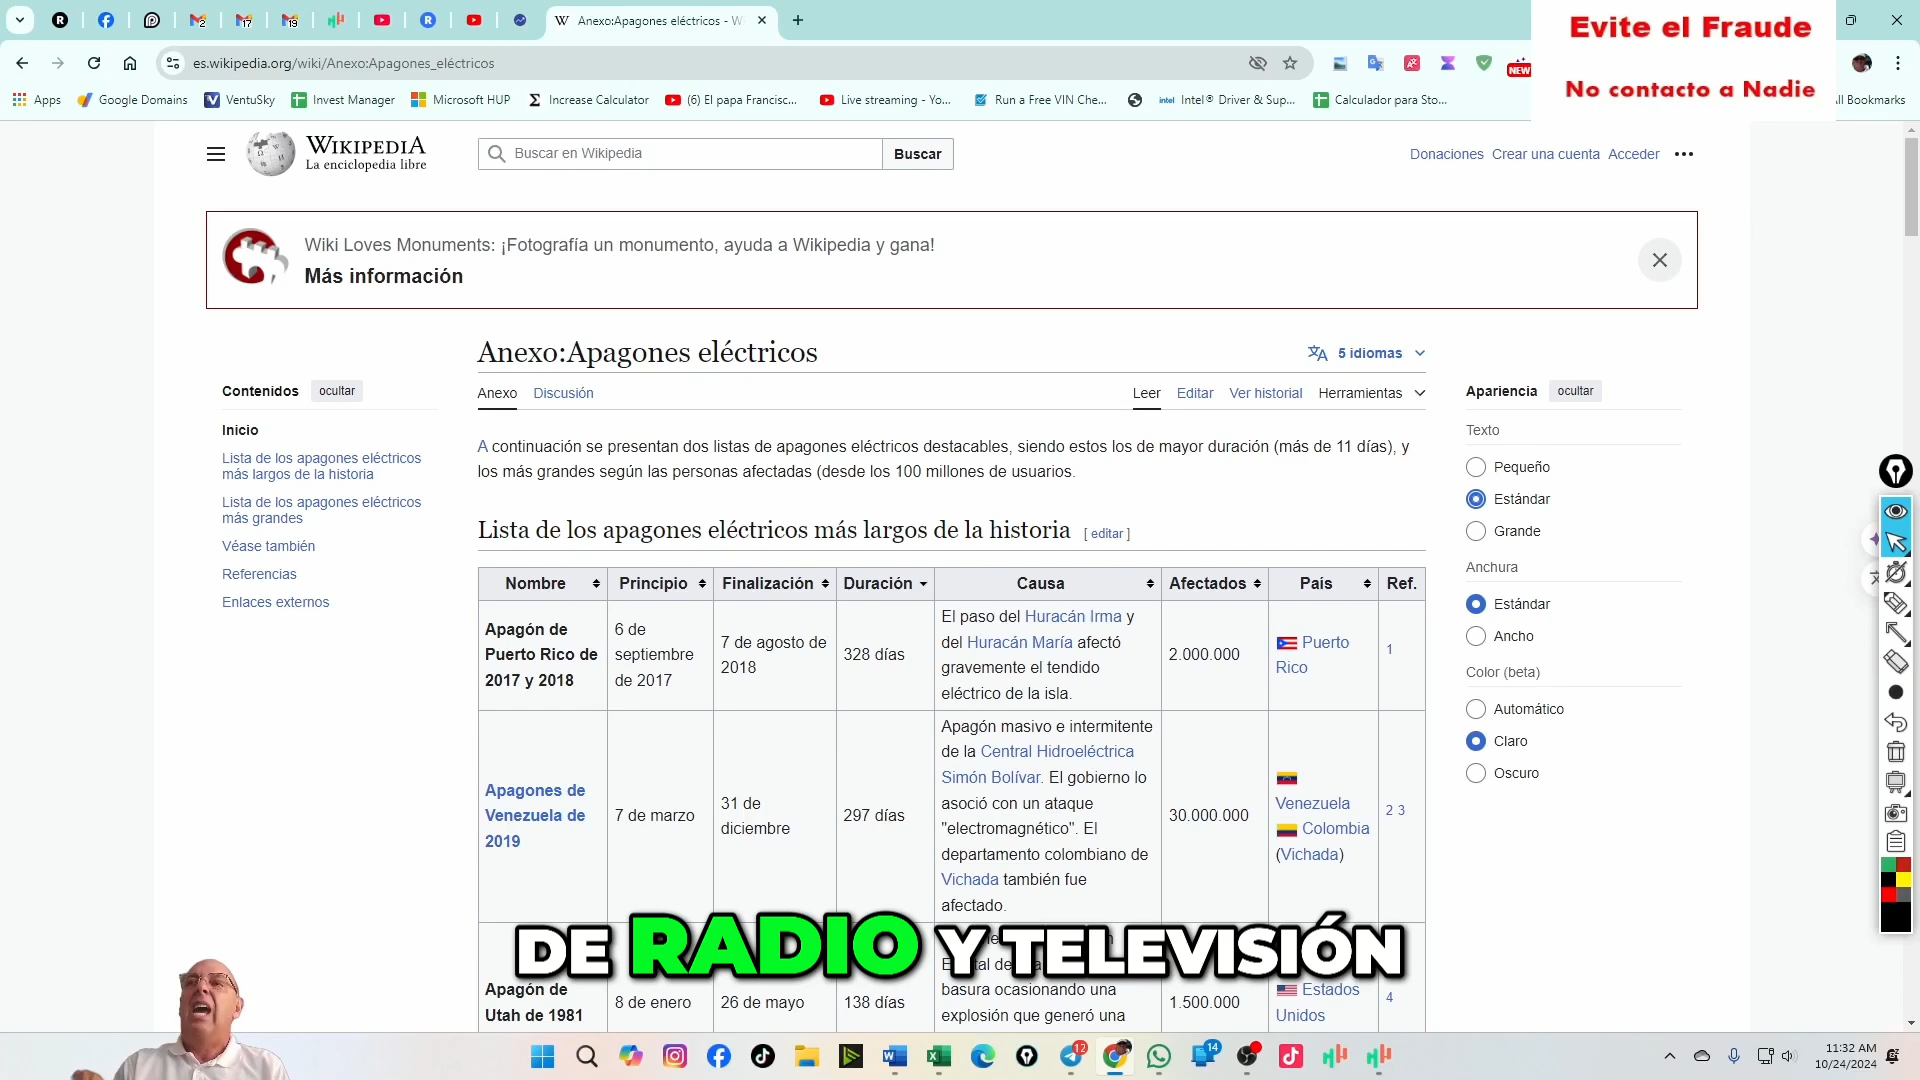 Anexo:Apagones eléctricos - W
Evite el Fraude
No contacto a Nadie
es.wikipedia.org/wiki/Anexo:Apagones_eléctricos
NEW
Apps
Google Domains
VentuSky
Invest Manager
Microsoft HUP
Increase Calculator
(6) El papa Francisc...
Live streaming - Yo...
Run a Free VIN Che...
Intel® Driver & Sup...
Calculador para Sto...
All Bookmarks
WIKIPEDIA
La enciclopedia libre
Buscar en Wikipedia
Buscar
Donaciones Crear una cuenta Acceder
Wiki Loves Monuments: ¡Fotografía un monumento, ayuda a Wikipedia y gana!
Más información
Contenidos ocultar
Inicio
Lista de los apagones eléctricos
más largos de la historia
Lista de los apagones eléctricos
más grandes
Véase también
Referencias
Enlaces externos
Anexo:Apagones eléctricos
5 idiomas
Anexo Discusión
Leer Editar Ver historial Herramientas
A continuación se presentan dos listas de apagones eléctricos destacables, siendo estos los de mayor duración (más de 11 días), y
los más grandes según las personas afectadas (desde los 100 millones de usuarios.
Lista de los apagones eléctricos más largos de la historia [ editar ]
Nombre Principio Finalización Duración Causa Afectados País Ref.
Apagón de
Puerto Rico de
2017 y 2018
6 de
septiembre
de 2017
7 de agosto de
2018
328 días
El paso del Huracán Irma y
del Huracán María afectó
gravemente el tendido
eléctrico de la isla.
2.000.000
Puerto
Rico
1
Apagones de
Venezuela de
2019
7 de marzo
31 de
diciembre
297 días
Apagón masivo e intermitente
de la Central Hidroeléctrica
Simón Bolívar. El gobierno lo
asoció con un ataque
"electromagnético". El
departamento colombiano de
Vichada también fue
afectado.
30.000.000
Venezuela
Colombia
(Vichada)
2 3
Apagón de
Utah de 1981
8 de enero
26 de mayo
138 días
basura ocasionando una
explosión que generó una
1.500.000
Estados
Unidos
4
Apariencia ocultar
Texto
Pequeño
Estándar
Grande
Anchura
Estándar
Ancho
Color (beta)
Automático
Claro
Oscuro
DE RADIO Y TELEVISIÓN
12
14
11:32 AM
10/24/2024